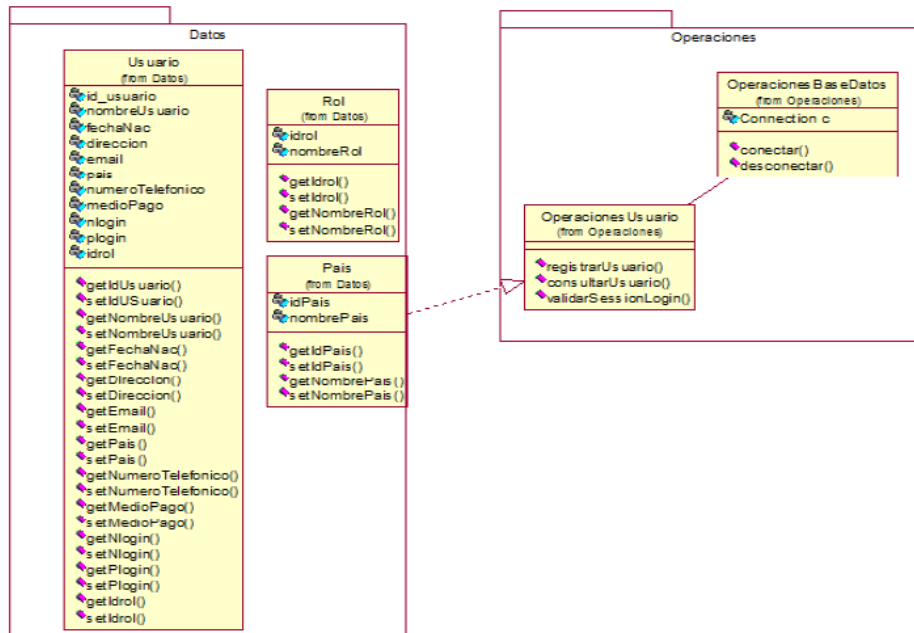 Datos
Usuario
(from Datos)
id_usuario
nombreUsuario
fechaNac
direccion
email
pais
numeroTelefonico
medioPago
nlogin
plogin
idrol
getIdUsuario()
setIdUSuario()
getNombreUsuario()
setNombreUsuario()
getFechaNac()
setFechaNac()
getDireccion()
setDireccion()
getEmail()
setEmail()
getPais()
setPais()
getNumeroTelefonico()
setNumeroTelefonico()
getMedioPago()
setMedioPago()
getNlogin()
setNlogin()
getPlogin()
setPlogin()
getIdrol()
setIdrol()
Rol
(from Datos)
idrol
nombreRol
getIdrol()
setIdrol()
getNombreRol()
setNombreRol()
Pais
(from Datos)
idPais
nombrePais
getIdPais()
setIdPais()
getNombrePais()
setNombrePais()
Operaciones
OperacionesBaseDatos
(from Operaciones)
Connection c
conectar()
desconectar()
OperacionesUsuario
(from Operaciones)
registrarUsuario()
consultarUsuario()
validarSessionLogin()